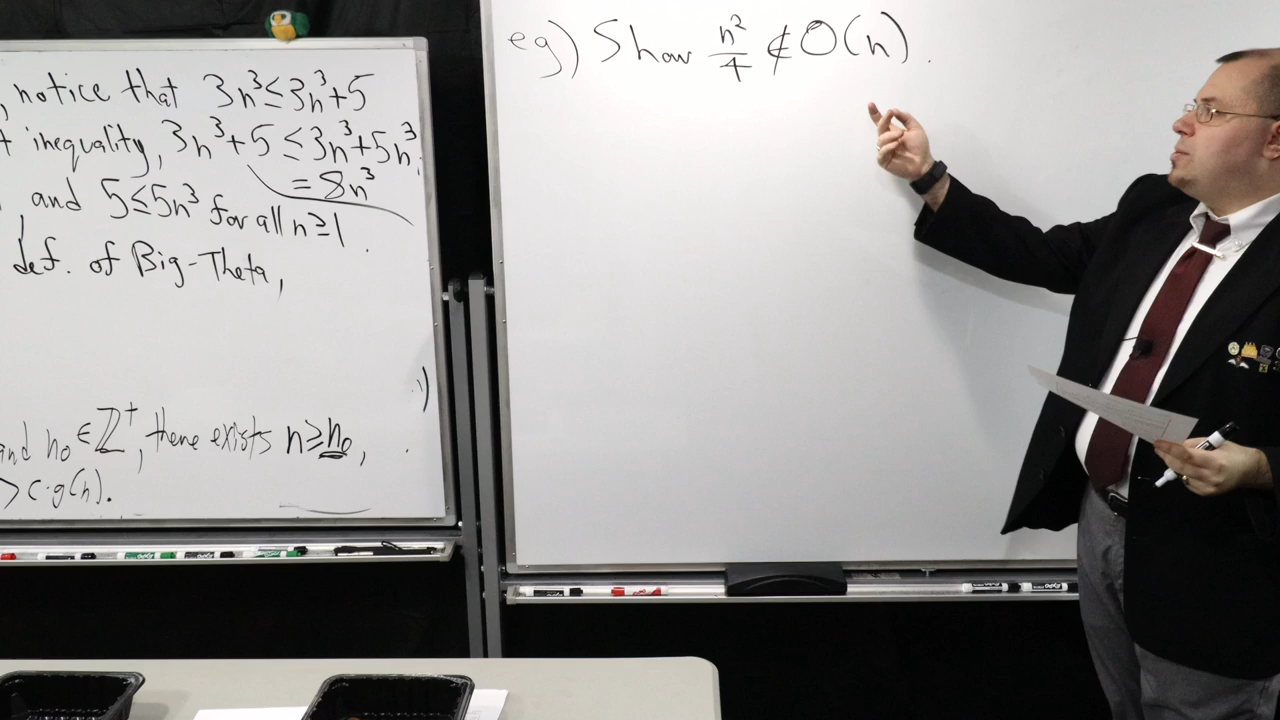 , notice that 3n³ ≤ 3n³+5
t inequality, 3n³+5 ≤ 3n³+5n³,
= 8n³
, and 5 ≤ 5n³ for all n ≥ 1.
def. of Big-Theta,
and n₀ ∈ ℤ⁺, there exists n ≥ n₀,
> c·g(n).
eg) Show n²/4 ∉ O(n).